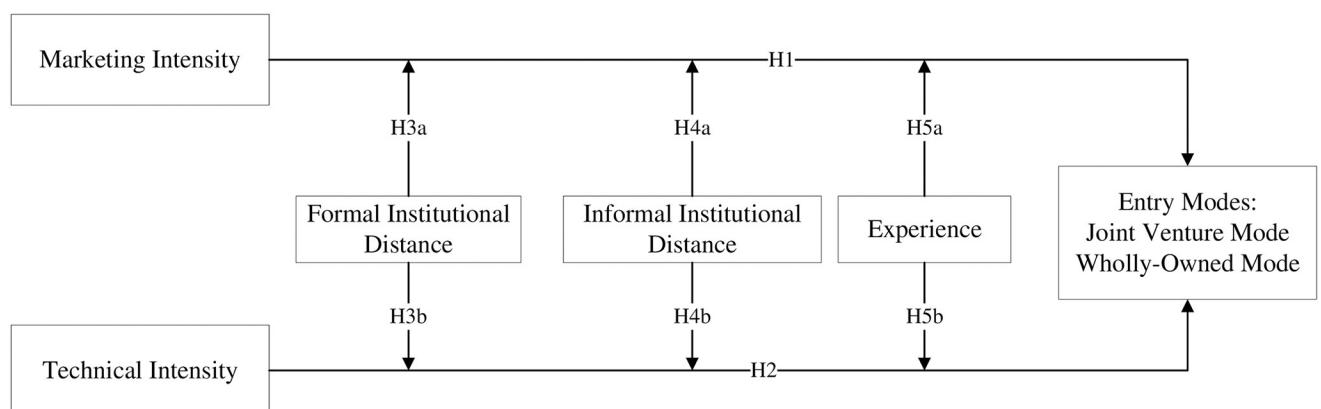 Marketing Intensity
H1
H3a
H4a
H5a
Formal Institutional
Distance
Informal Institutional
Distance
Experience
Entry Modes:
Joint Venture Mode
Wholly-Owned Mode
H3b
H4b
H5b
Technical Intensity
H2